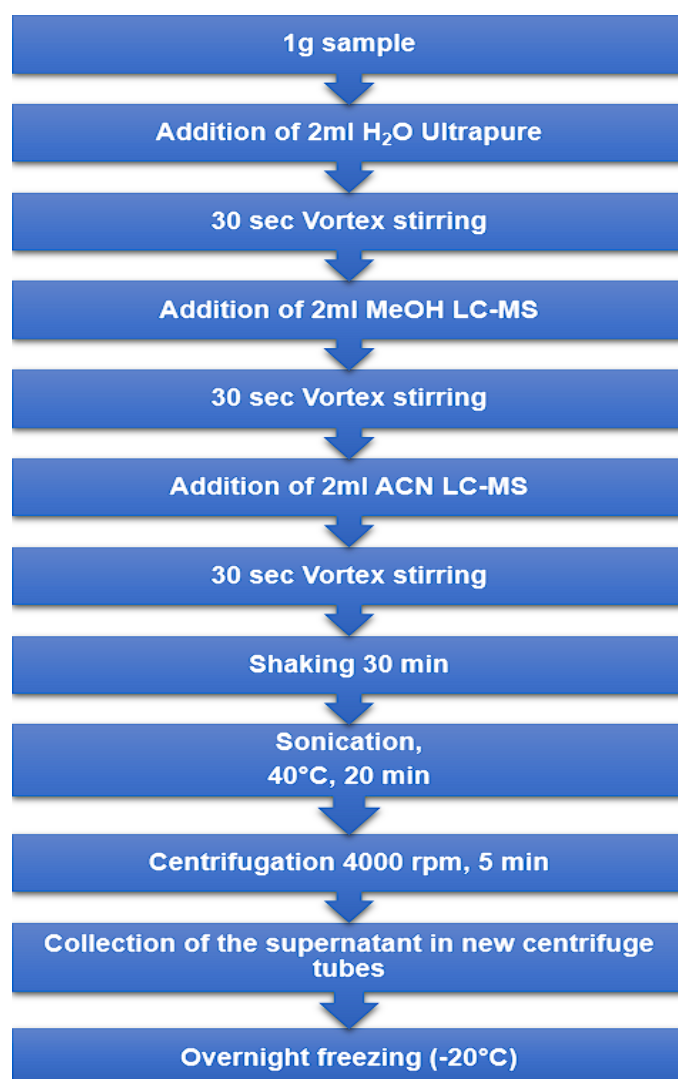 1g sample
Addition of 2ml H₂O Ultrapure
30 sec Vortex stirring
Addition of 2ml MeOH LC-MS
30 sec Vortex stirring
Addition of 2ml ACN LC-MS
30 sec Vortex stirring
Shaking 30 min
Sonication,
40°C, 20 min
Centrifugation 4000 rpm, 5 min
Collection of the supernatant in new centrifuge
tubes
Overnight freezing (-20°C)